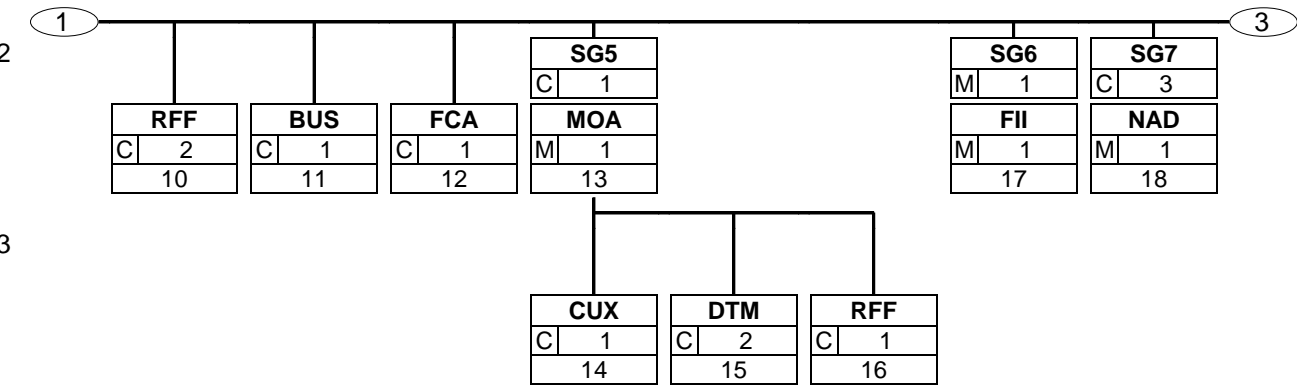 1 3
2 SG5 SG6 SG7
C 1 M 1 C 3
RFF BUS FCA MOA FII NAD
C 2 C 1 C 1 M 1 M 1 M 1
10 11 12 13 17 18
3
CUX DTM RFF
C 1 C 2 C 1
14 15 16